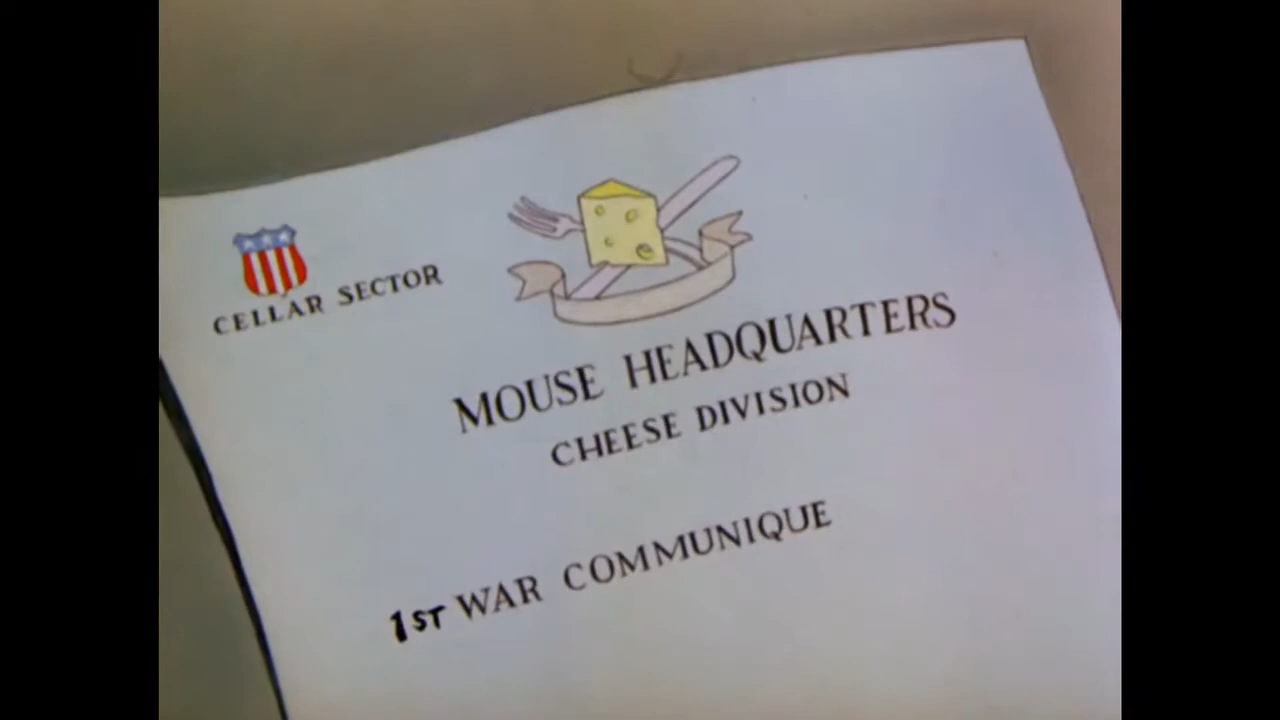 CELLAR SECTOR
MOUSE HEADQUARTERS
CHEESE DIVISION
1ST WAR COMMUNIQUE